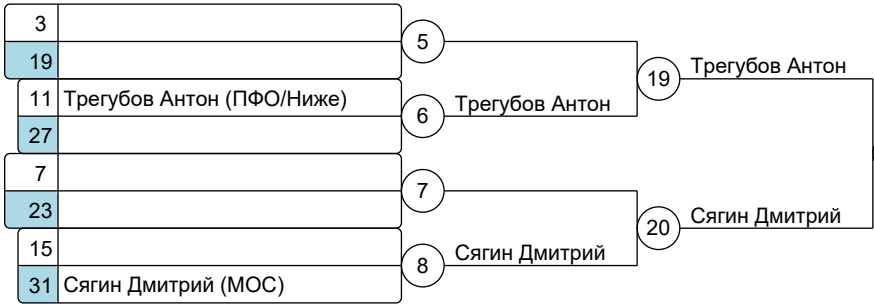 3
19
5
11 Трегубов Антон (ПФО/Ниже)
27
6
Трегубов Антон
19
Трегубов Антон
7
23
7
15
31 Сягин Дмитрий (МОС)
8
Сягин Дмитрий
20
Сягин Дмитрий